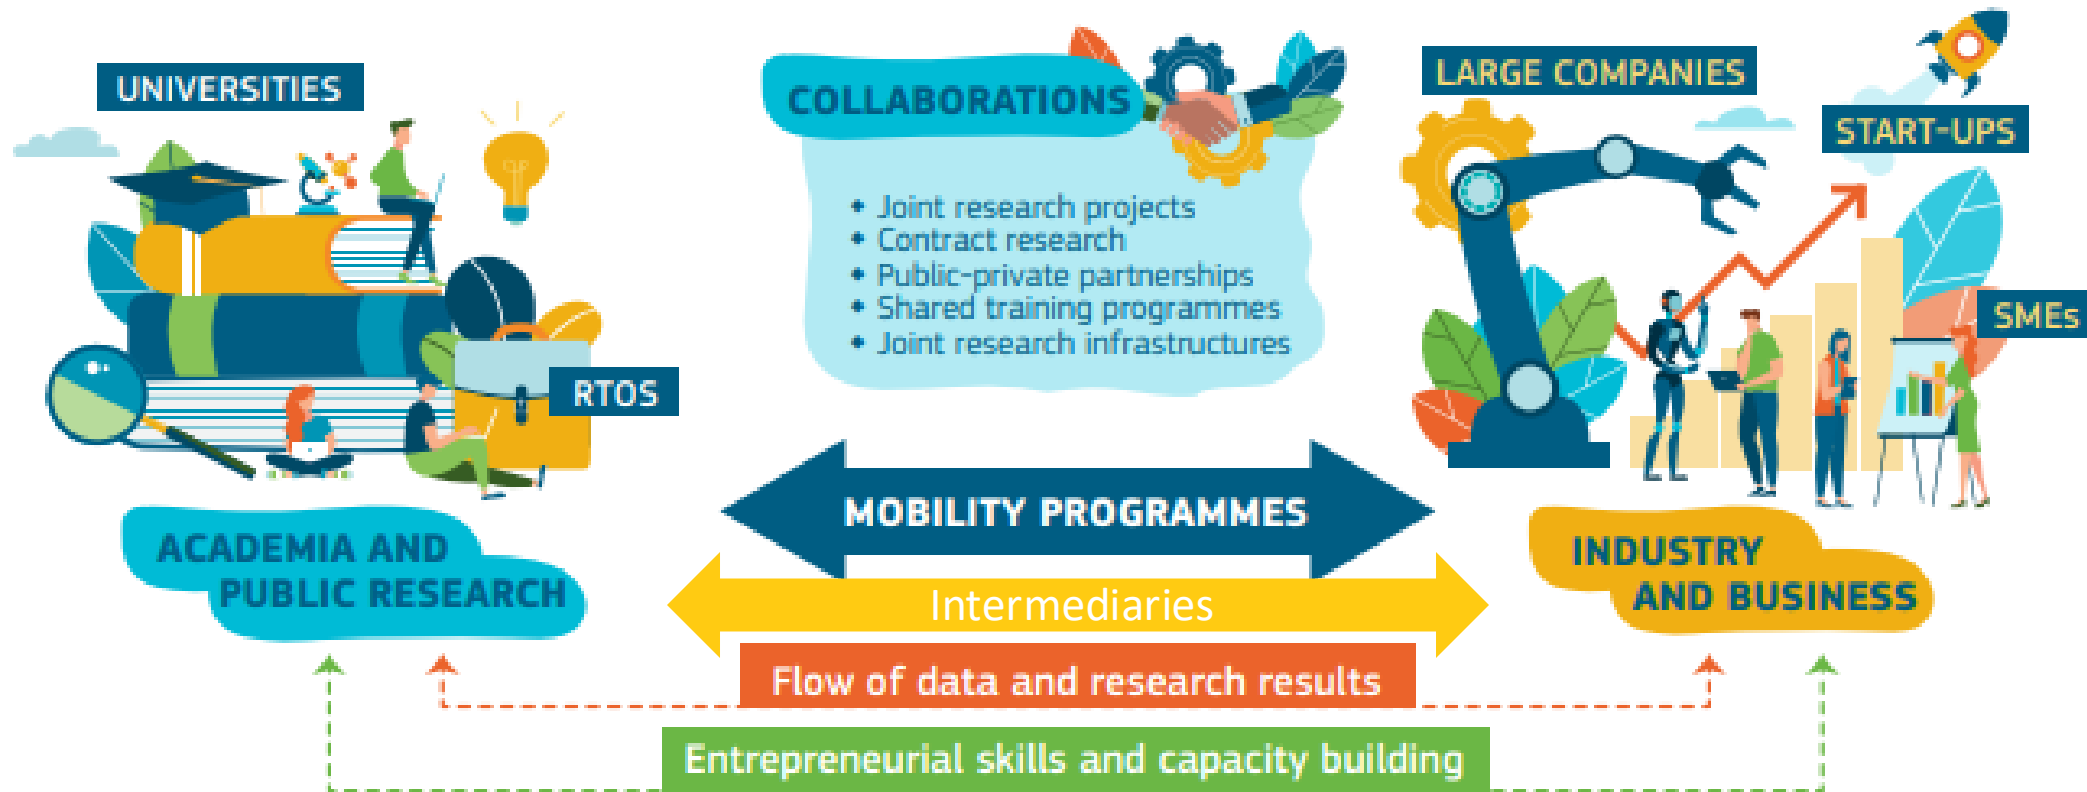 UNIVERSITIES
RTOS
ACADEMIA AND
PUBLIC RESEARCH
COLLABORATIONS
• Joint research projects
• Contract research
• Public-private partnerships
• Shared training programmes
• Joint research infrastructures
LARGE COMPANIES
START-UPS
SMEs
INDUSTRY
AND BUSINESS
MOBILITY PROGRAMMES
Intermediaries
Flow of data and research results
Entrepreneurial skills and capacity building